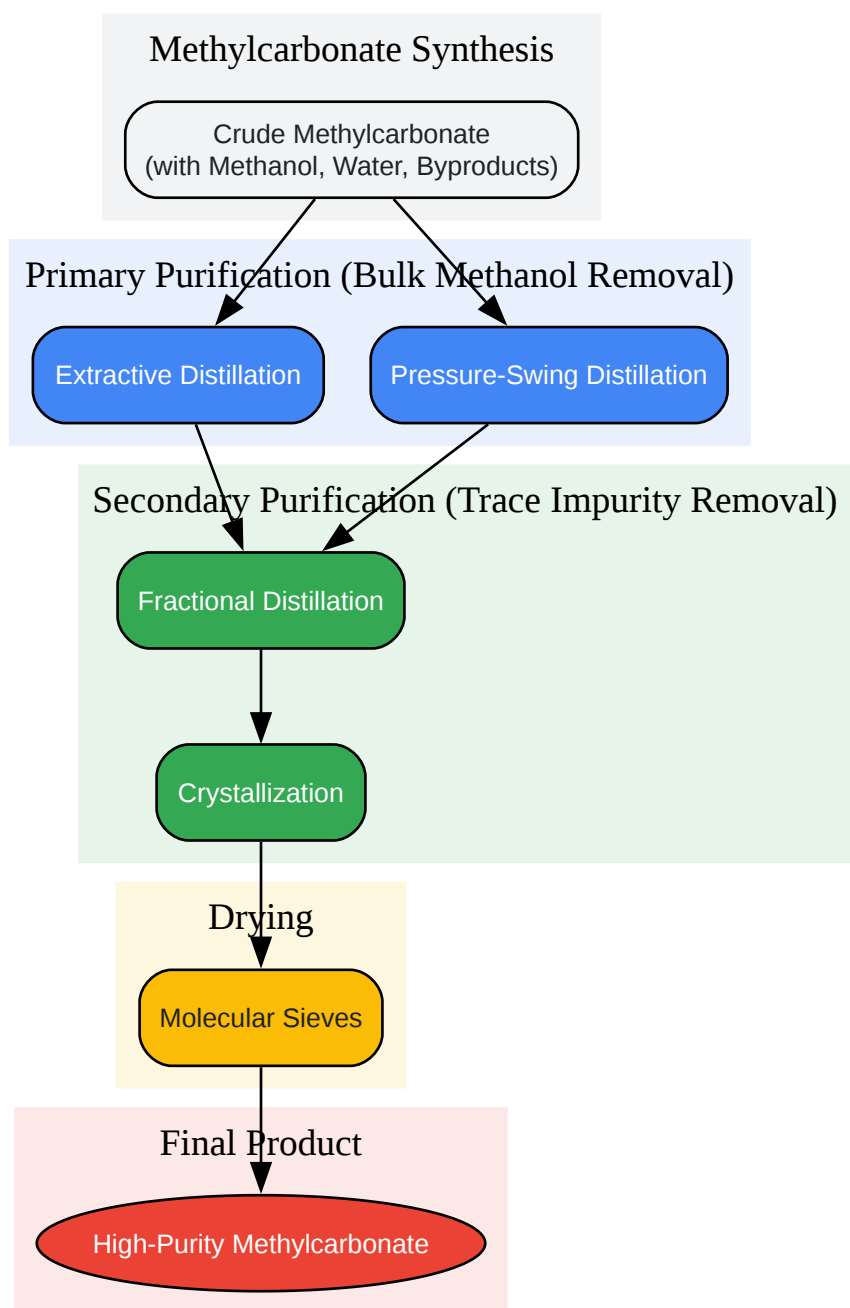 Methylcarbonate Synthesis
Crude Methylcarbonate
(with Methanol, Water, Byproducts)
Primary Purification (Bulk Methanol Removal)
Extractive Distillation
Pressure-Swing Distillation
Secondary Purification (Trace Impurity Removal)
Fractional Distillation
Crystallization
Drying
Molecular Sieves
Final Product
High-Purity Methylcarbonate